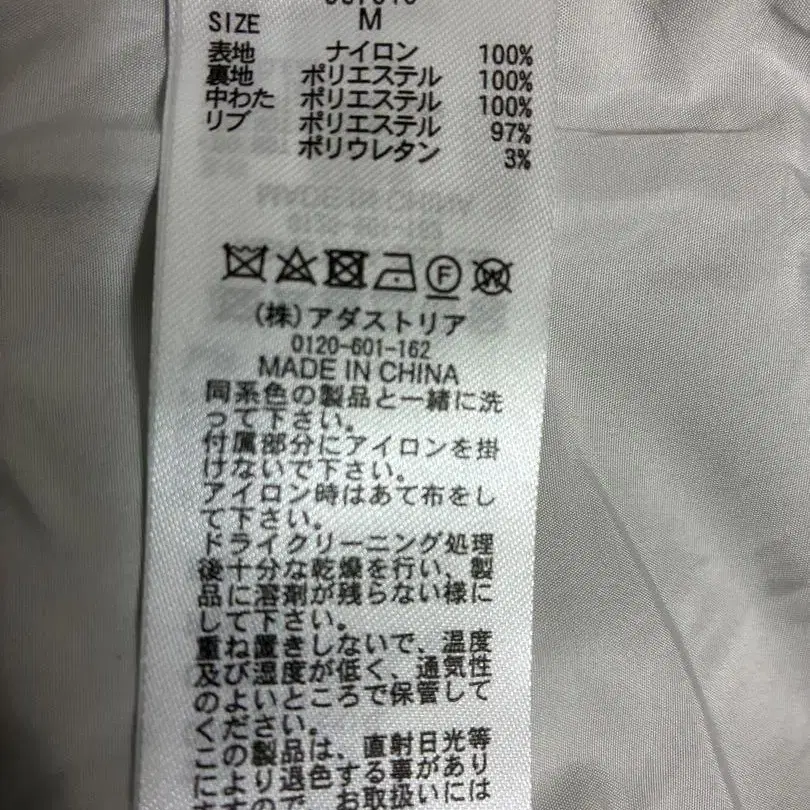 SIZE M
表地 ナイロン 100%
裏地 ポリエステル 100%
中わた ポリエステル 100%
リブ ポリエステル 97%
ポリウレタン 3%
F
W
(株)アダストリア
0120-601-162
MADE IN CHINA
同系色の製品と一緒に洗
って下さい。
付属部分にアイロンを掛
けないで下さい。
アイロン時はあて布をし
て下さい。
ドライクリーニング処理
後十分な乾燥を行い、製
品に溶剤が残らない様に
して下さい。
重ね置きしないで、温度
及び湿度が低く、通気性
のよいところで保管して
ください。
この製品は、直射日光等
により退色する事があり
ますので、お取扱いには